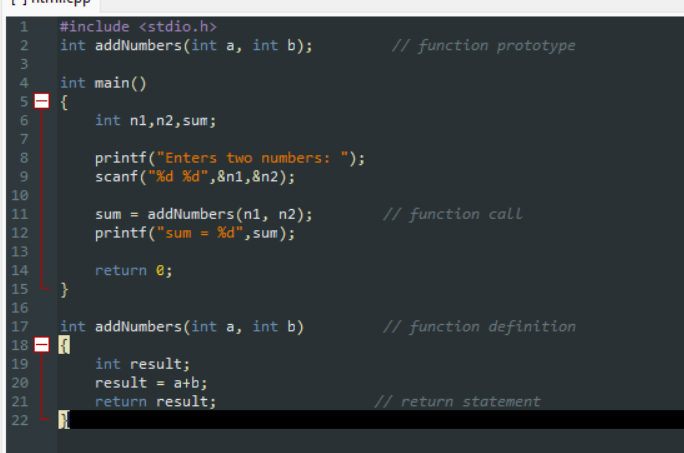 1 #include <stdio.h>
2 int addNumbers(int a, int b); // function prototype
3
4 int main()
5 {
6 int n1,n2,sum;
7
8 printf("Enters two numbers: ");
9 scanf("%d %d",&n1,&n2);
10
11 sum = addNumbers(n1, n2); // function call
12 printf("sum = %d",sum);
13
14 return 0;
15 }
16
17 int addNumbers(int a, int b) // function definition
18 {
19 int result;
20 result = a+b;
21 return result; // return statement
22 }